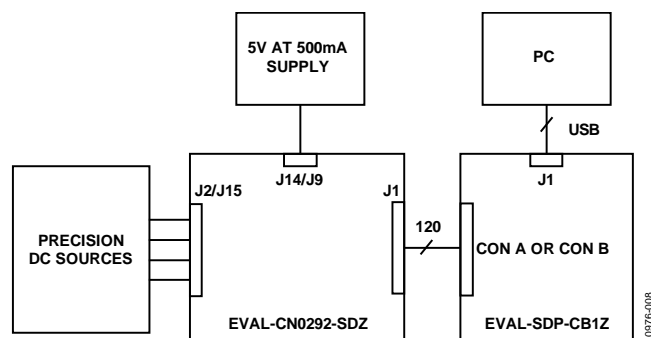 5V AT 500mA
SUPPLY
PC
USB
J2/J15
J14/J9
J1
J1
PRECISION
DC SOURCES
120
CON A OR CON B
EVAL-CN0292-SDZ
EVAL-SDP-CB1Z
0976-008